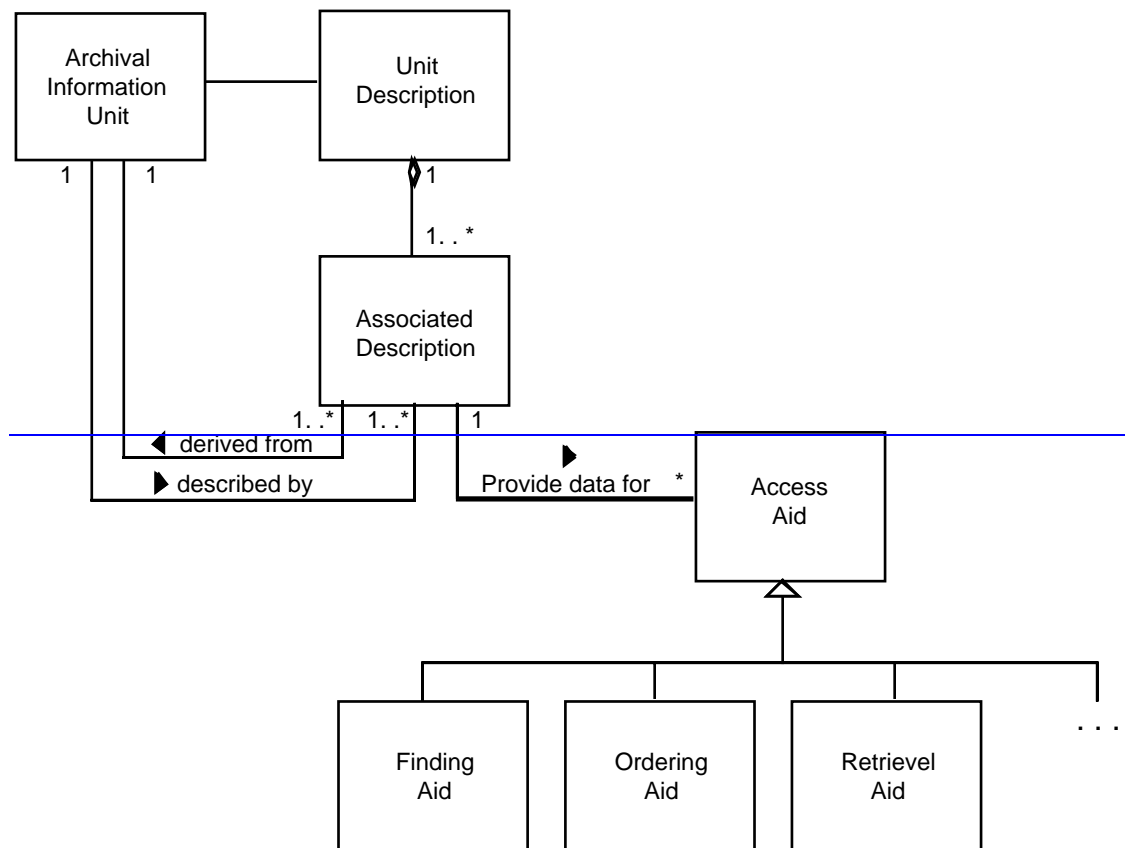 Archival
Information
Unit
Unit
Description
1
1
1
1. . *
Associated
Description
1. .*
1. .*
1
derived from
described by
Provide data for
*
Access
Aid
Finding
Aid
Ordering
Aid
Retrievel
Aid
. . .